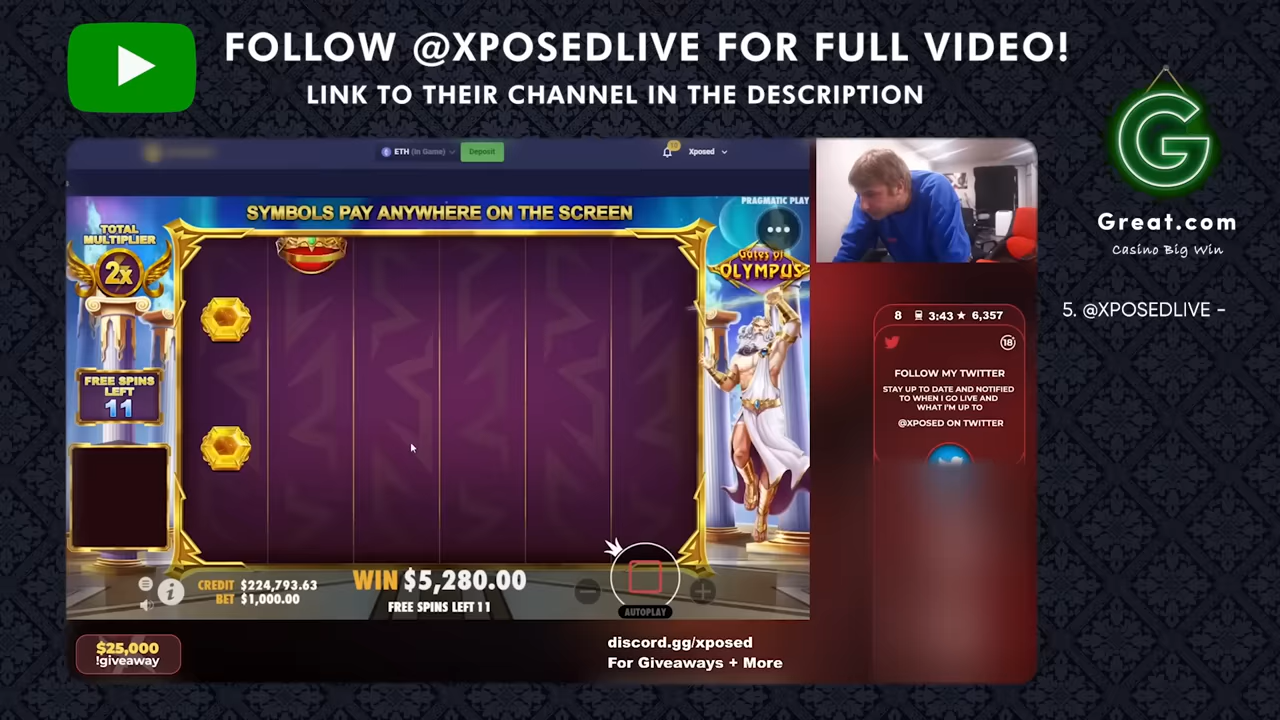 FOLLOW @XPOSEDLIVE FOR FULL VIDEO!
LINK TO THEIR CHANNEL IN THE DESCRIPTION
G
Great.com
Casino Big Win
5. @XPOSEDLIVE –
ETH (In Game)
Deposit
Xposed
PRAGMATIC PLAY
SYMBOLS PAY ANYWHERE ON THE SCREEN
TOTAL
MULTIPLIER
2x
Gates of
OLYMPUS
FREE SPINS
LEFT
11
CREDIT $224,793.63
BET $1,000.00
WIN $5,280.00
FREE SPINS LEFT 11
AUTOPLAY
8 3:43 ★ 6,357
18
FOLLOW MY TWITTER
STAY UP TO DATE AND NOTIFIED
TO WHEN I GO LIVE AND
WHAT I'M UP TO
@XPOSED ON TWITTER
$25,000
!giveaway
discord.gg/xposed
For Giveaways + More